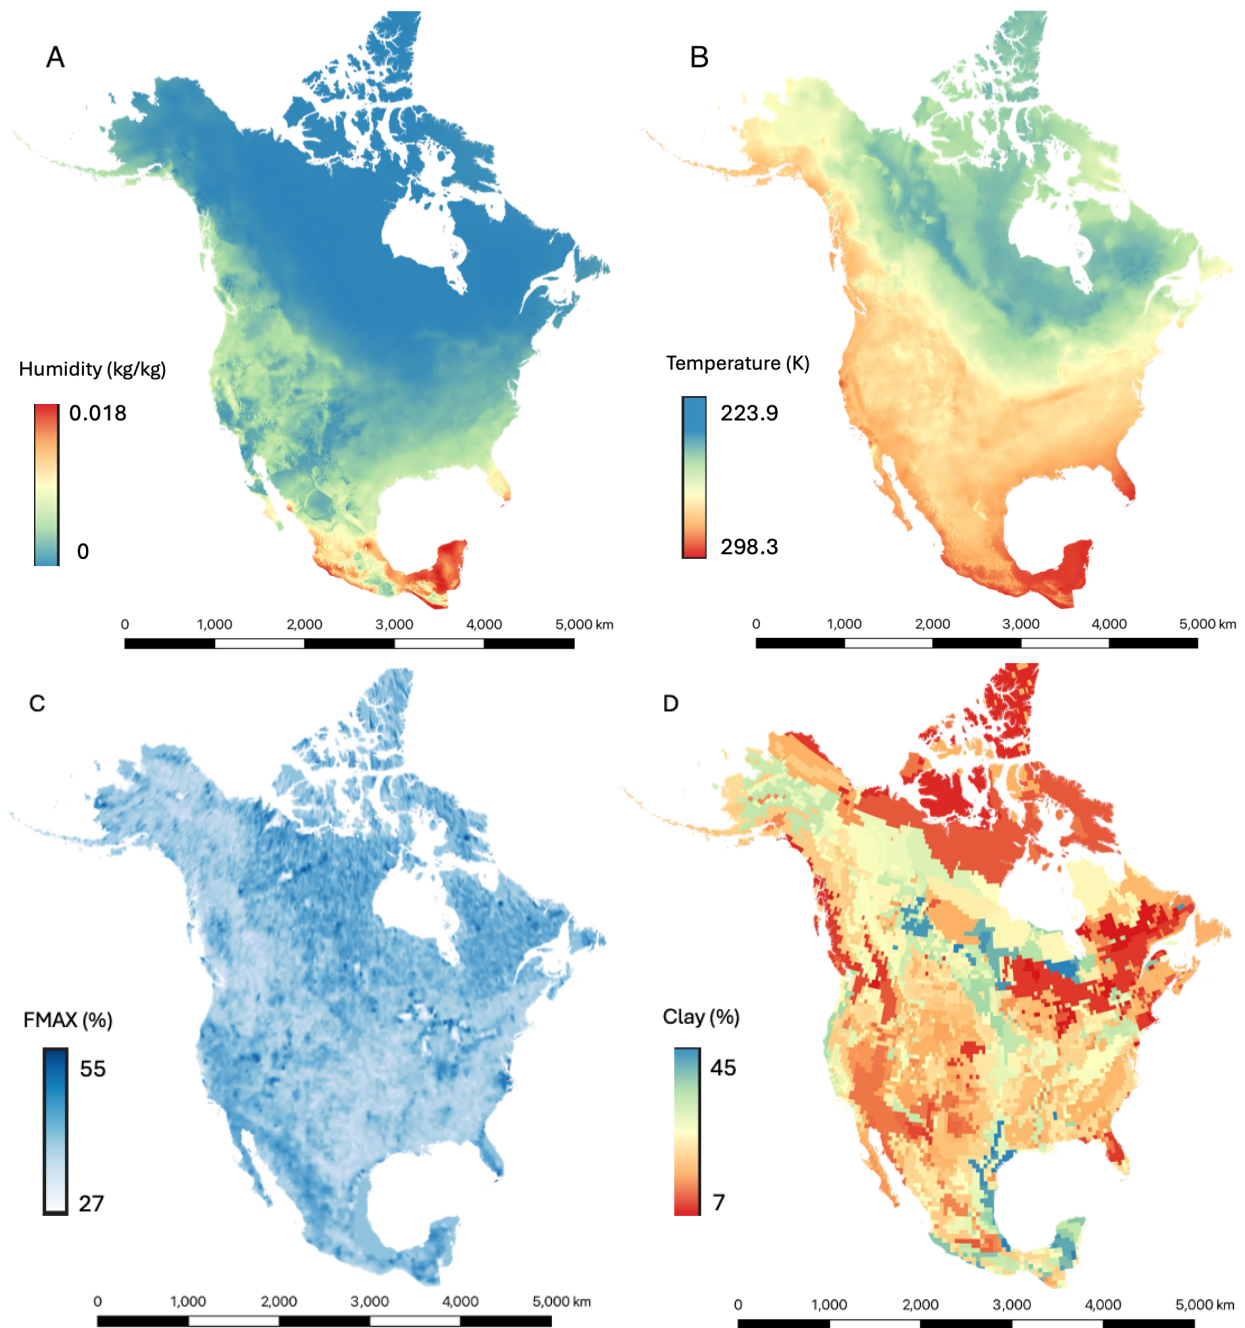 A
B
Humidity (kg/kg)
0.018
0
Temperature (K)
223.9
298.3
0 1,000 2,000 3,000 4,000 5,000 km
0 1,000 2,000 3,000 4,000 5,000 km
C
D
FMAX (%)
55
27
Clay (%)
45
7
0 1,000 2,000 3,000 4,000 5,000 km
0 1,000 2,000 3,000 4,000 5,000 km